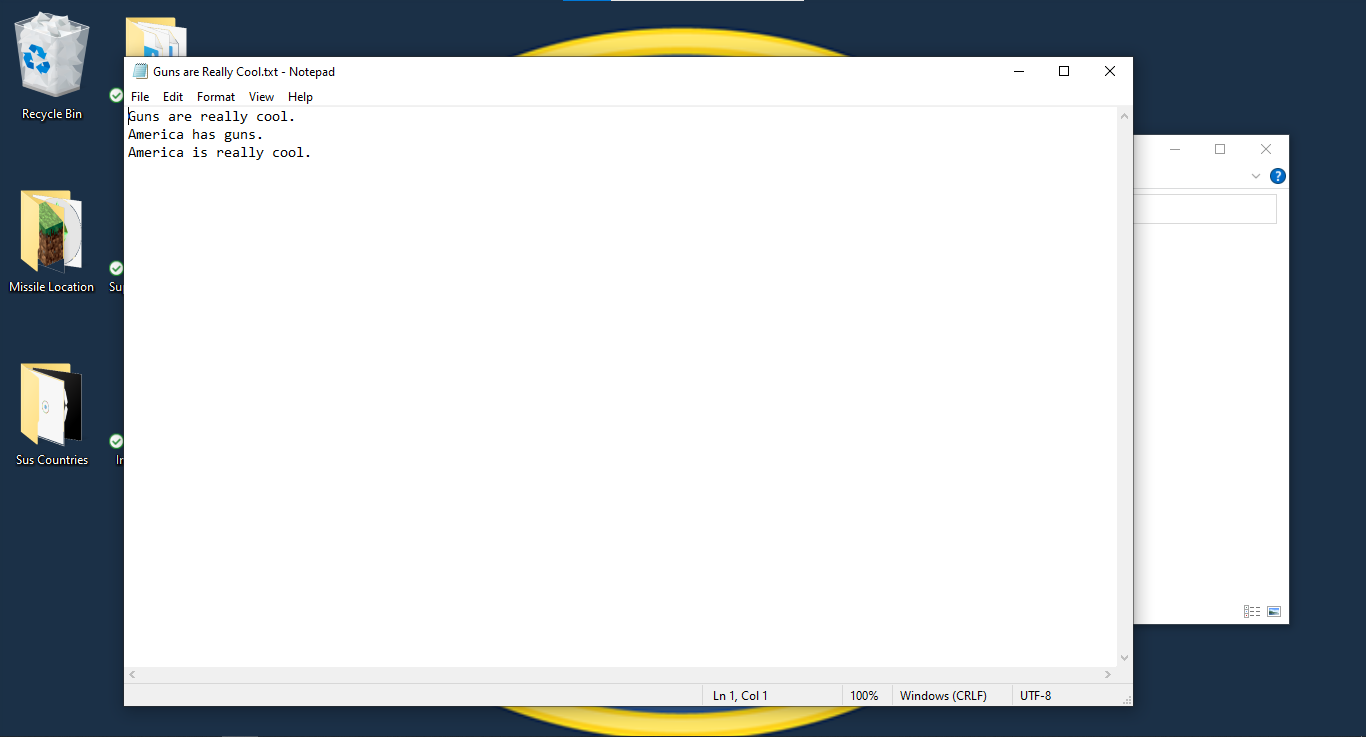 Recycle Bin
Guns are Really Cool.txt - Notepad
File Edit Format View Help
Guns are really cool.
America has guns.
America is really cool.
?
Missile Location
Su
Sus Countries
Ln 1, Col 1
100%
Windows (CRLF)
UTF-8